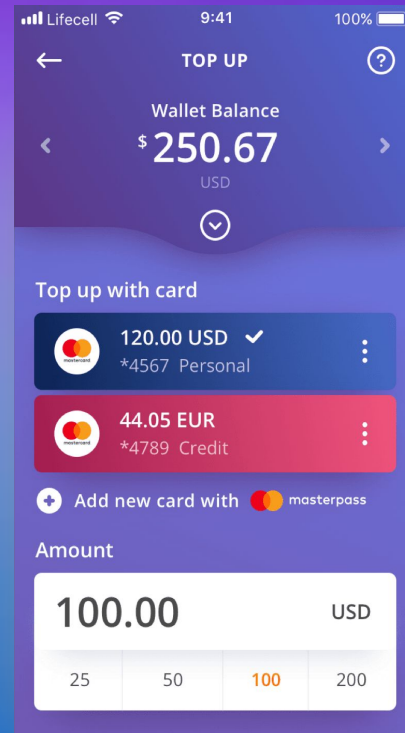 Lifecell 9:41 100%
TOP UP
?
Wallet Balance
$ 250.67
USD
Top up with card
mastercard
120.00 USD
*4567 Personal
mastercard
44.05 EUR
*4789 Credit
Add new card with masterpass
Amount
100.00 USD
25 50 100 200